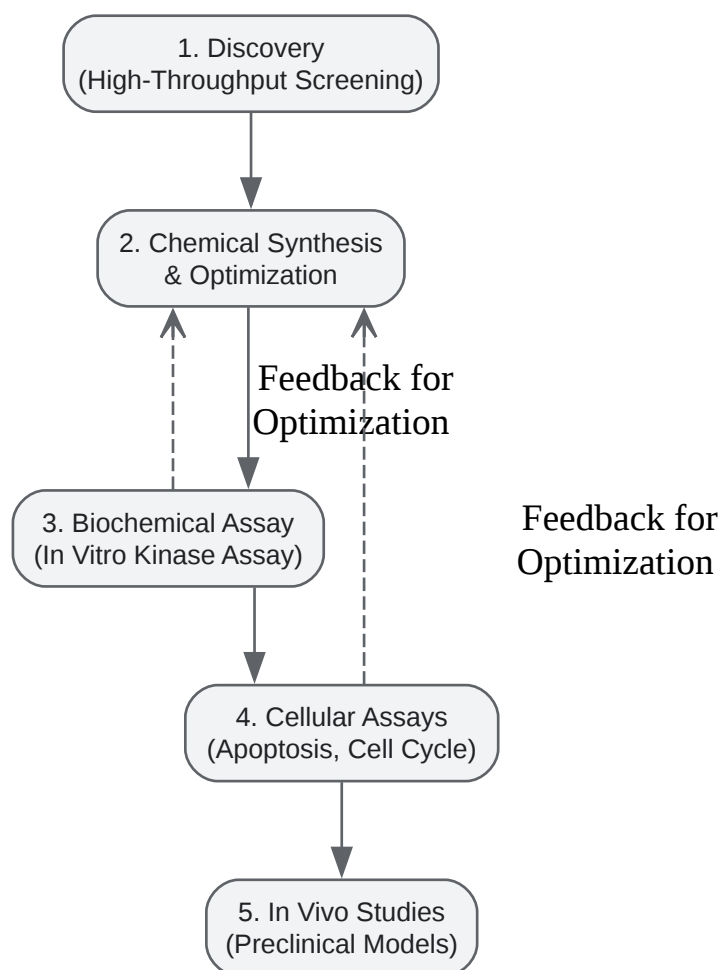 1. Discovery
(High-Throughput Screening)
2. Chemical Synthesis
& Optimization
Feedback for
Optimization
3. Biochemical Assay
(In Vitro Kinase Assay)
Feedback for
Optimization
4. Cellular Assays
(Apoptosis, Cell Cycle)
5. In Vivo Studies
(Preclinical Models)